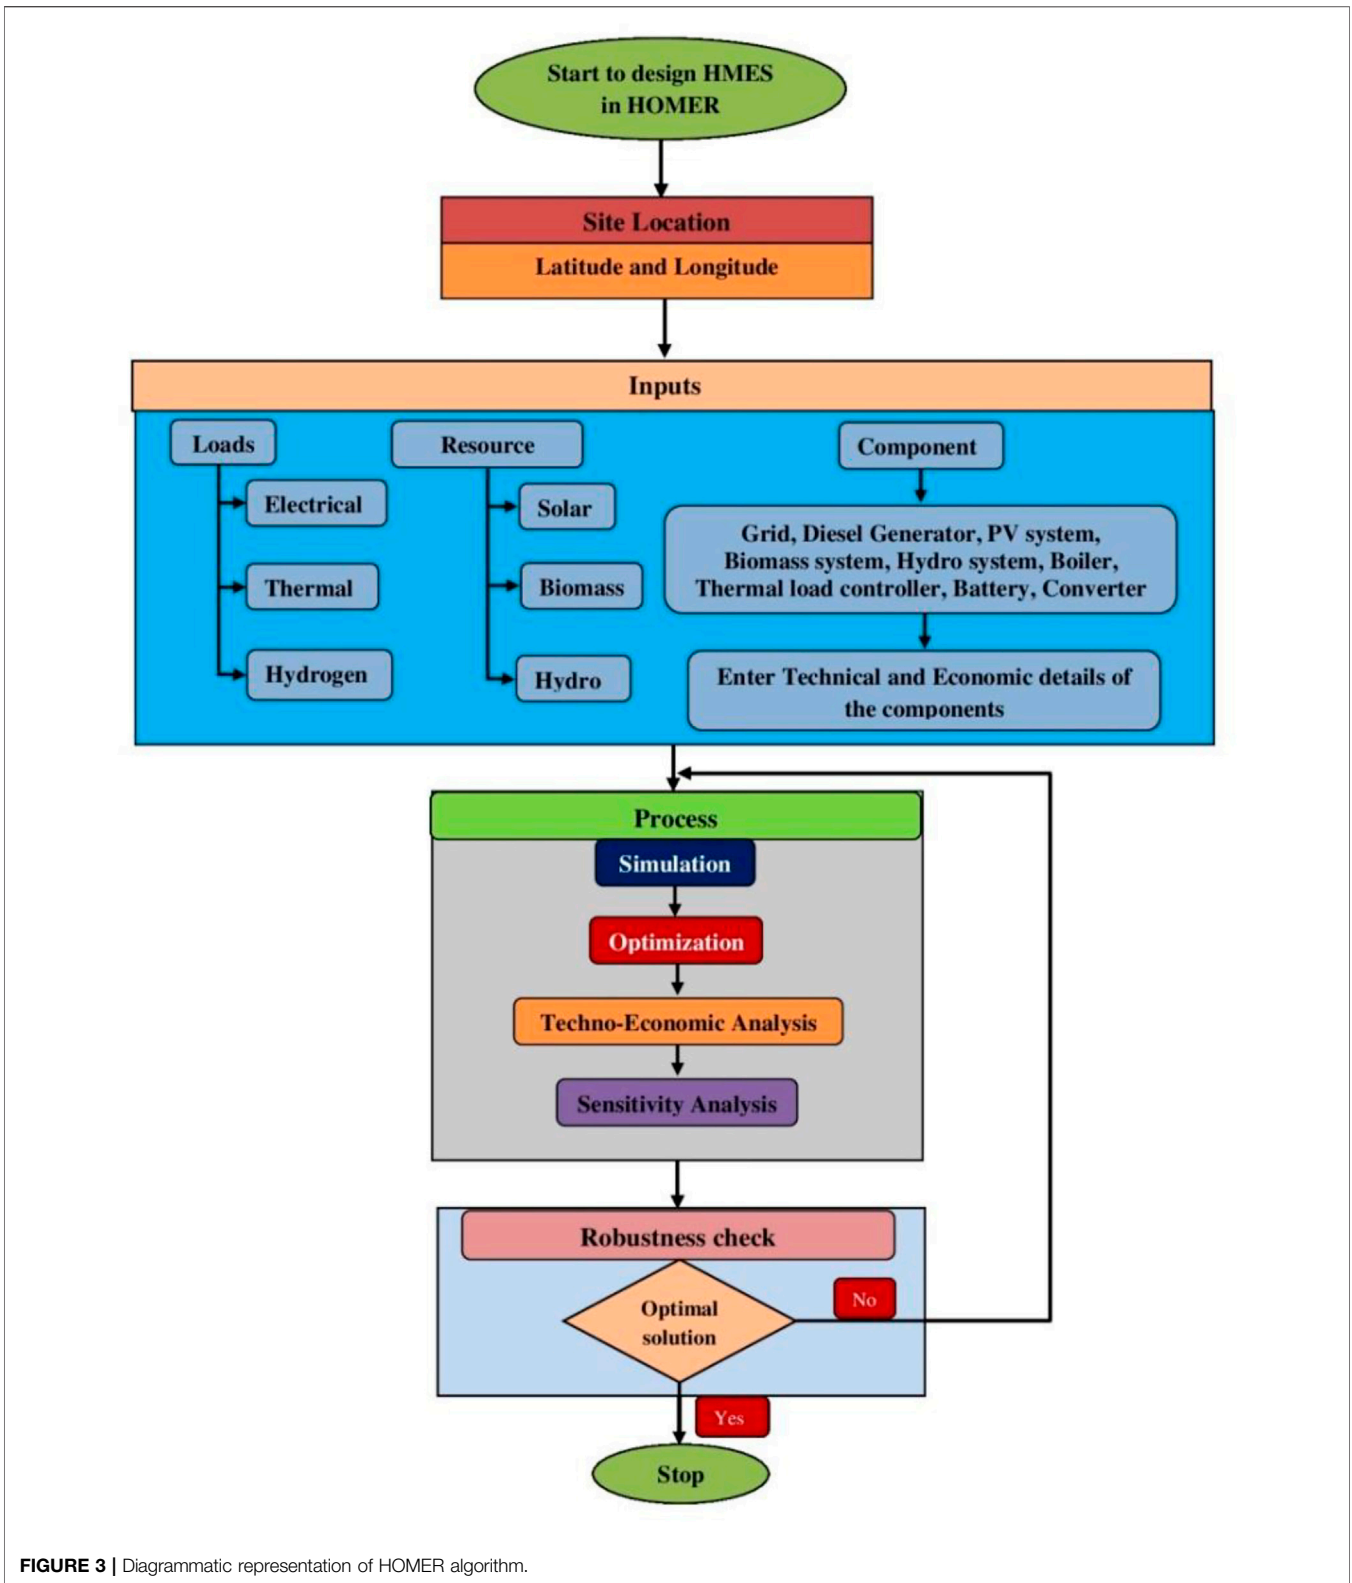 Start to design HMES
in HOMER
Site Location
Latitude and Longitude
Inputs
Loads
Electrical
Thermal
Hydrogen
Resource
Solar
Biomass
Hydro
Component
Grid, Diesel Generator, PV system,
Biomass system, Hydro system, Boiler,
Thermal load controller, Battery, Converter
Enter Technical and Economic details of
the components
Process
Simulation
Optimization
Techno-Economic Analysis
Sensitivity Analysis
Robustness check
Optimal
solution
No
Yes
Stop
FIGURE 3 | Diagrammatic representation of HOMER algorithm.